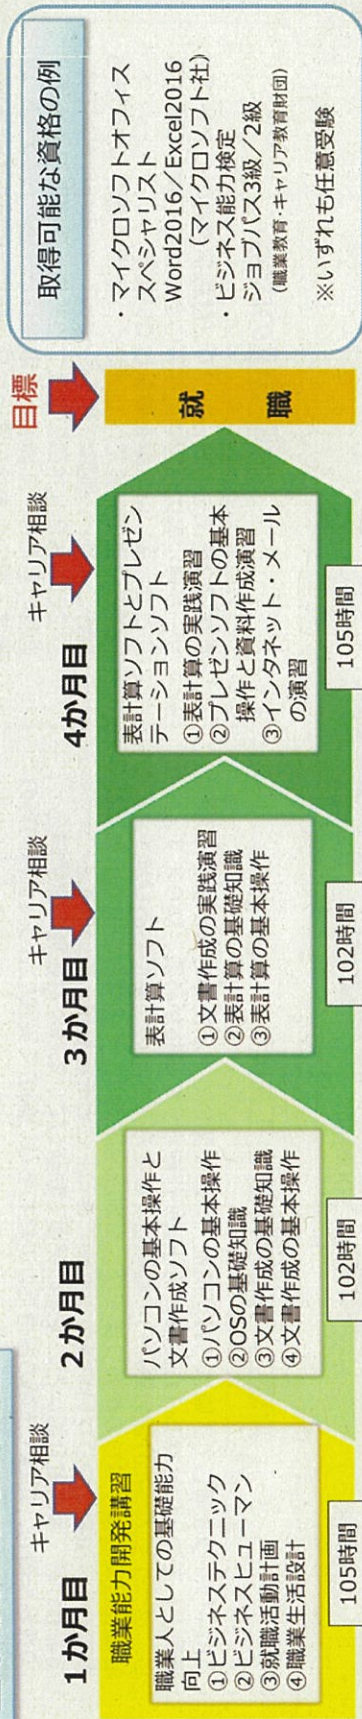 1か月目
キャリア相談
職業能力開発講習
職業人としての基礎能力
向上
①ビジネステクニック
②ビジネスヒューマン
③就職活動計画
④職業生活設計
105時間
2か月目
パソコンの基本操作と
文書作成ソフト
①パソコンの基本操作
②OSの基礎知識
③文書作成の基礎知識
④文書作成の基本操作
102時間
3か月目
キャリア相談
表計算ソフト
①文書作成の実践演習
②表計算の基礎知識
③表計算の基本操作
102時間
4か月目
キャリア相談
表計算ソフトとプレゼン
テーションソフト
①表計算の実践演習
②プレゼンソフトの基本
操作と資料作成演習
③インタネット・メール
の演習
105時間
目標
就職
取得可能な資格の例
・マイクロソフトオフィス
スペシャリスト
Word2016/Excel2016
(マイクロソフト社)
・ビジネス能力検定
ジョブパス3級/2級
(職業教育・キャリア教育財団)
※いずれも任意受験